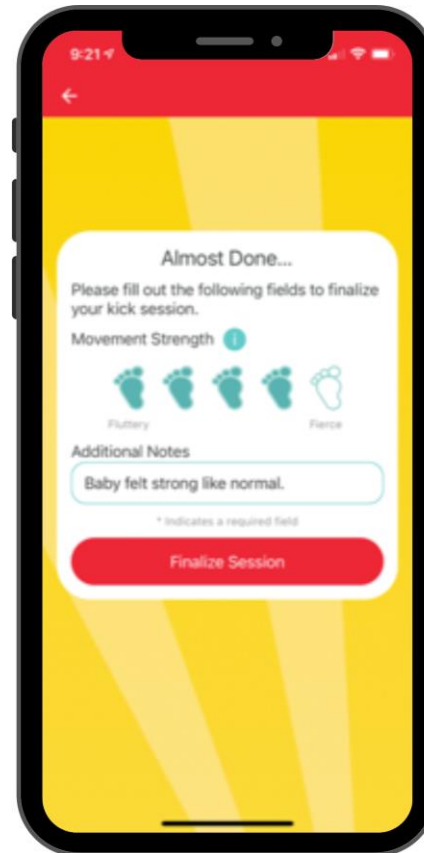 9:21
Almost Done...
Please fill out the following fields to finalize
your kick session.
Movement Strength i
Fluttery Fierce
Additional Notes
Baby felt strong like normal.
* Indicates a required field
Finalize Session